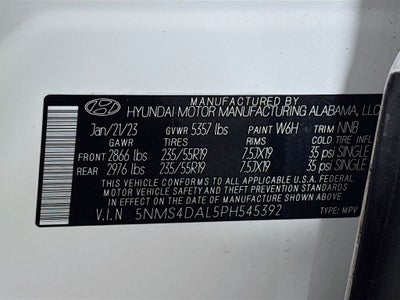 MANUFACTURED BY
HYUNDAI MOTOR MANUFACTURING ALABAMA, LLC
Jan/21/23 GVWR 5357 lbs PAINT W6H TRIM NNB
GAWR TIRES RIMS COLD TIRE INFL
FRONT 2866 lbs 235/55R19 7.5JX19 35 psi SINGLE
REAR 2976 lbs 235/55R19 7.5JX19 35 psi SINGLE
THIS VEHICLE CONFORMS TO ALL APPLICABLE U.S.A. FEDERAL
MOTOR VEHICLE SAFETY AND THEFT PREVENTION STANDARDS IN
EFFECT ON THE DATE OF MANUFACTURE SHOWN ABOVE.
V.I.N 5NMS4DAL5PH545392 TYPE: MPV